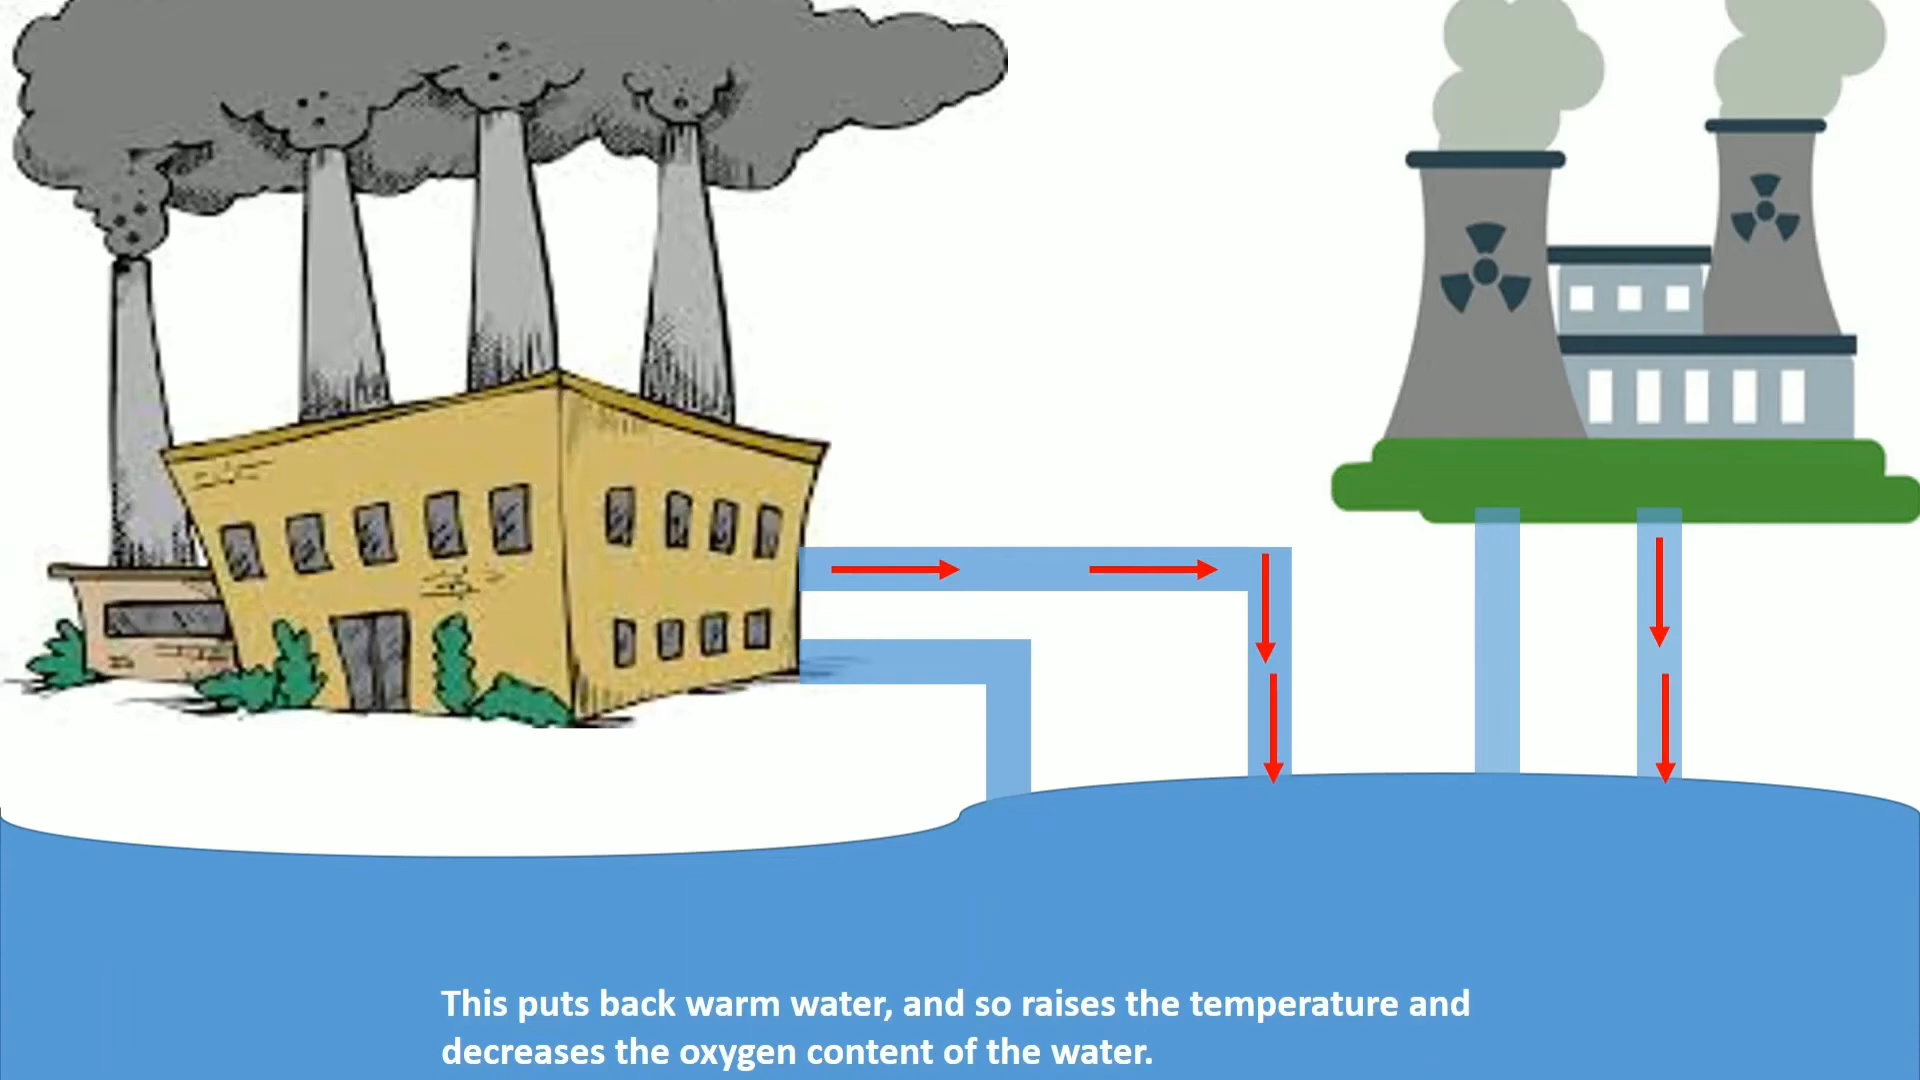 This puts back warm water, and so raises the temperature and
decreases the oxygen content of the water.